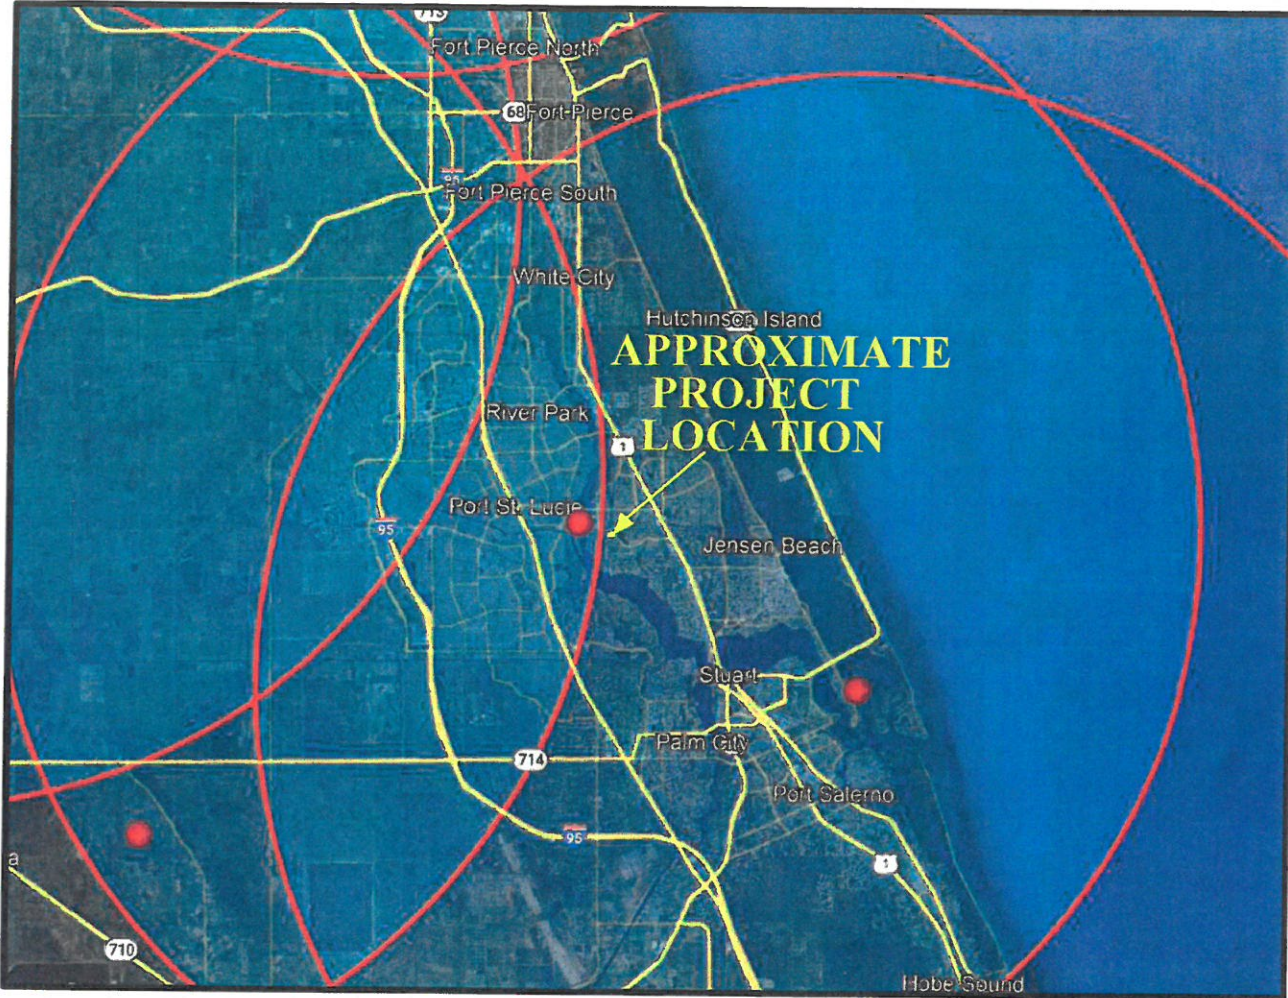 713
Fort Pierce North
68
Fort Pierce
95
Fort Pierce South
White City
Hutchinson Island
APPROXIMATE
PROJECT
LOCATION
River Park
1
Port St. Lucie
95
Jensen Beach
Stuart
Palm City
714
Port Salerno
95
a
1
710
Hobe Sound